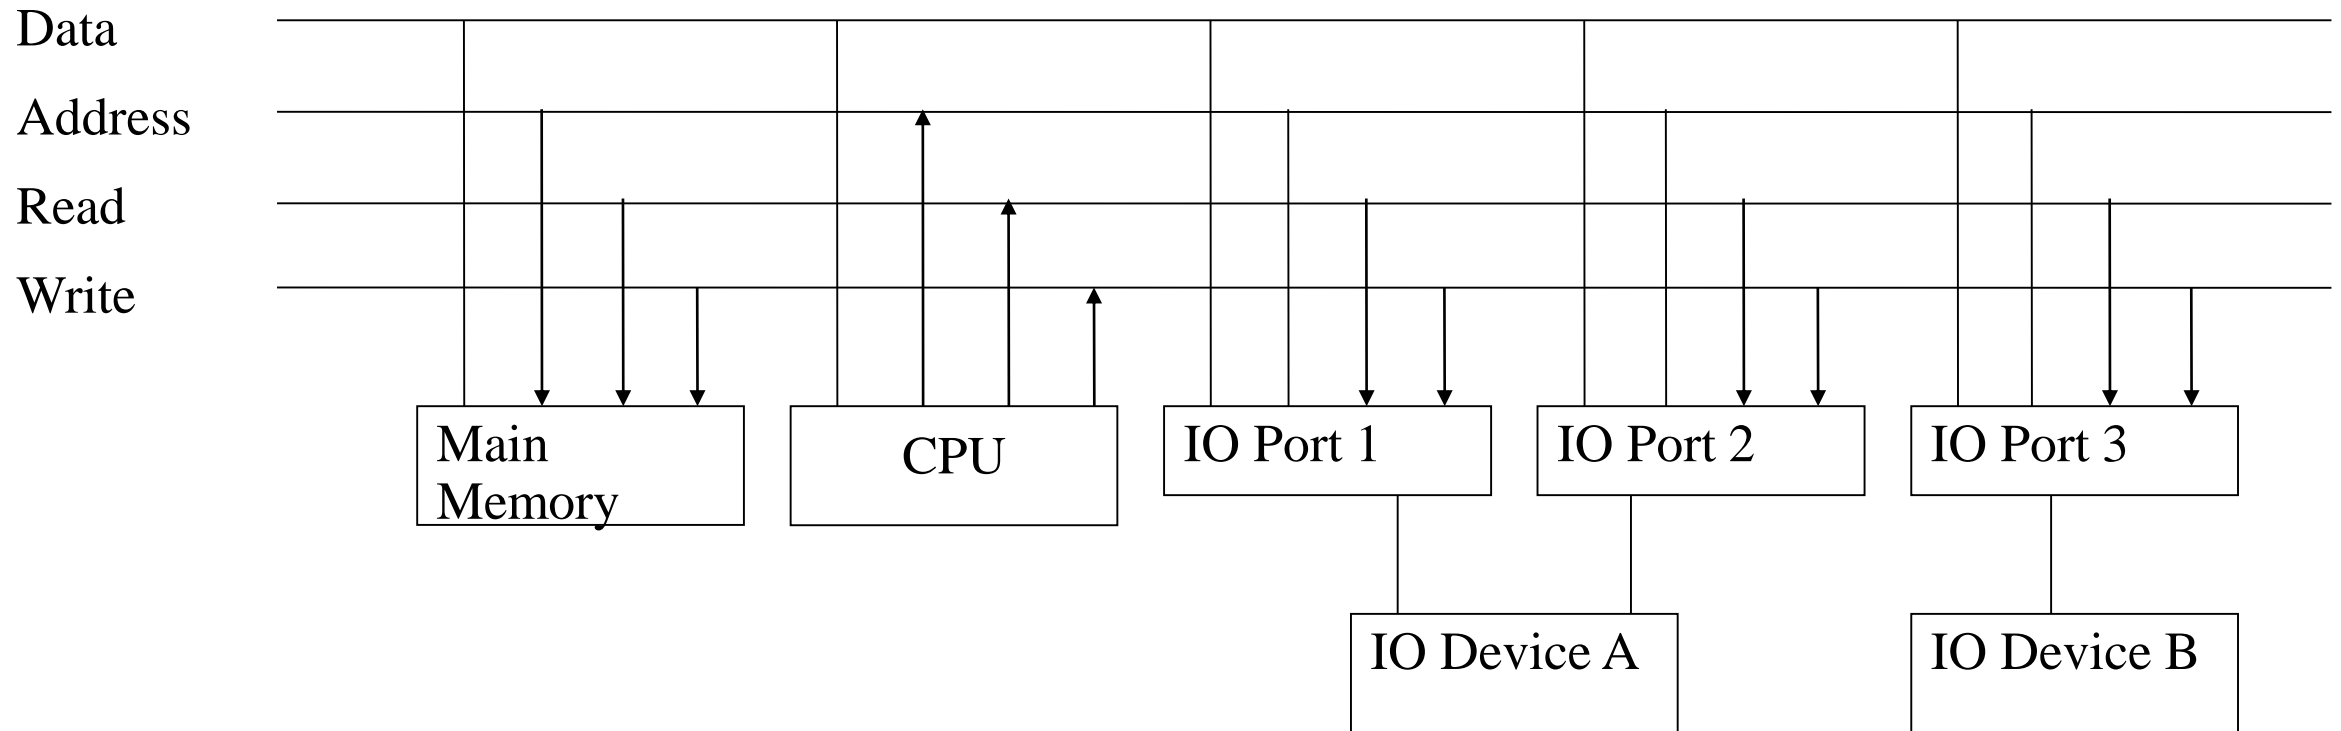 Data
Address
Read
Write
Main
Memory
CPU
IO Port 1
IO Port 2
IO Port 3
IO Device A
IO Device B